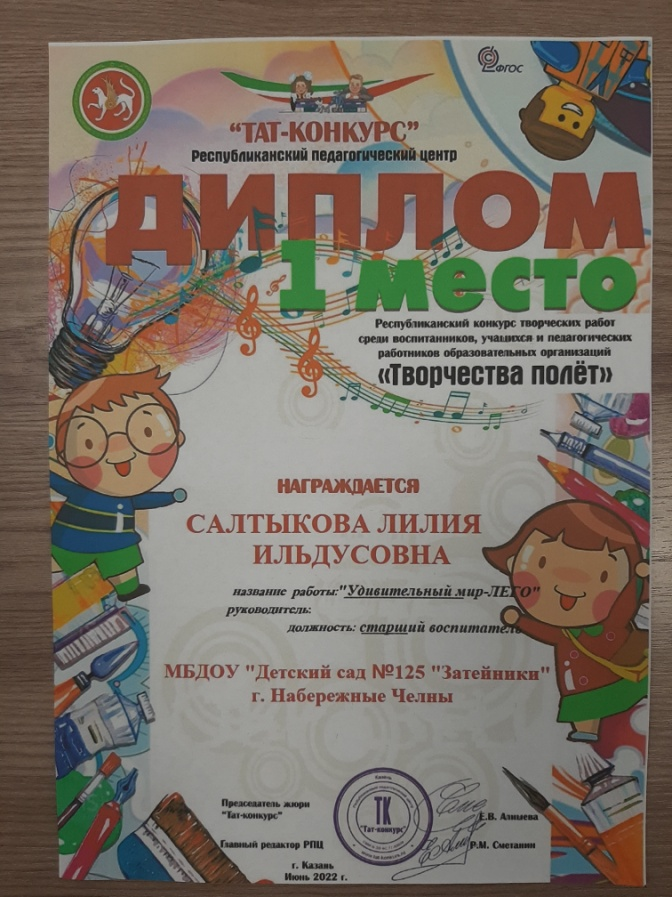 ФГОС
"ТАТ-КОНКУРС"
Республиканский педагогический центр
ДИПЛОМ
1 место
Республиканский конкурс творческих работ
среди воспитанников, учащихся и педагогических
работников образовательных организаций
«Творчества полёт»
НАГРАЖДАЕТСЯ
САЛТЫКОВА ЛИЛИЯ
ИЛЬДУСОВНА
название работы:"Удивительный мир-ЛЕГО"
руководитель:
должность: старший воспитатель
МБДОУ "Детский сад №125 "Затейники"
г. Набережные Челны
Председатель жюри
"Тат-конкурс"
Е.В. Азиыева
Главный редактор РПЦ
Р.М. Сметанин
г. Казань
Июнь 2022 г.
Казань
ТК
"Тат-конкурс"